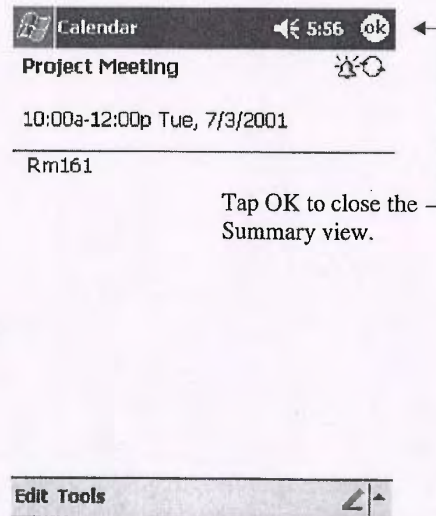 Calendar 5:56 ok
Project Meeting
10:00a-12:00p Tue, 7/3/2001
Rm161
Tap OK to close the
Summary view.
Edit Tools